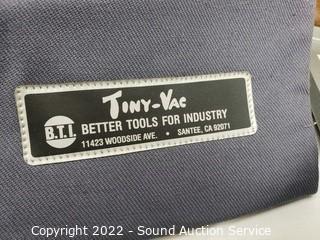 TINY-VAC
B.T.I. BETTER TOOLS FOR INDUSTRY
11423 WOODSIDE AVE. • SANTEE, CA 92071
Copyright 2022 - Sound Auction Service